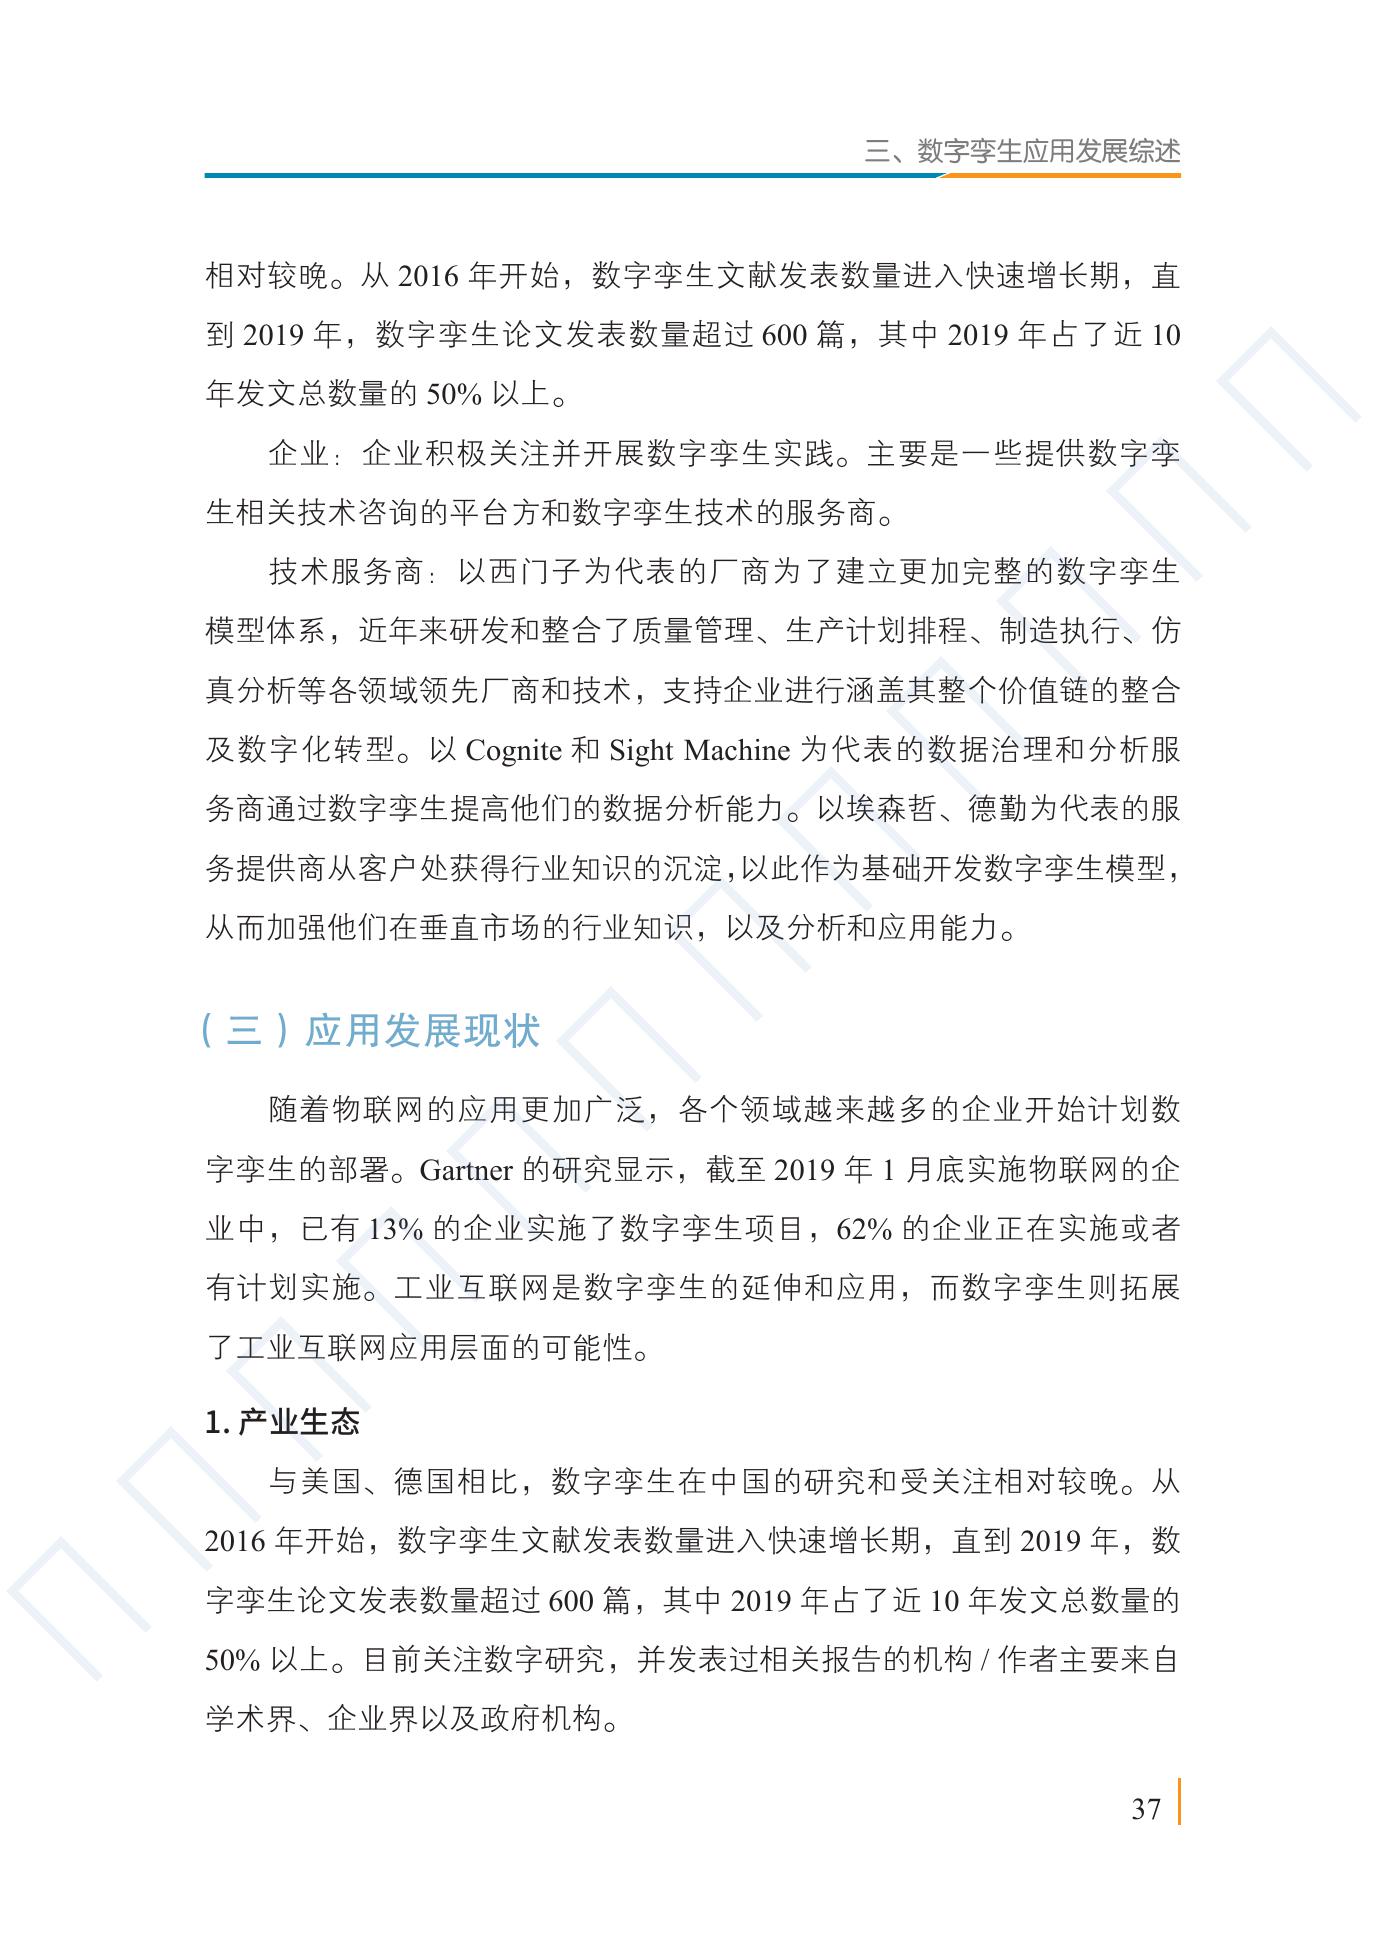 三、数字孪生应用发展综述
相对较晚。从 2016 年开始，数字孪生文献发表数量进入快速增长期，直
到 2019 年，数字孪生论文发表数量超过 600 篇，其中 2019 年占了近 10
年发文总数量的 50% 以上。
企业：企业积极关注并开展数字孪生实践。主要是一些提供数字孪
生相关技术咨询的平台方和数字孪生技术的服务商。
技术服务商：以西门子为代表的厂商为了建立更加完整的数字孪生
模型体系，近年来研发和整合了质量管理、生产计划排程、制造执行、仿
真分析等各领域领先厂商和技术，支持企业进行涵盖其整个价值链的整合
及数字化转型。以 Cognite 和 Sight Machine 为代表的数据治理和分析服
务商通过数字孪生提高他们的数据分析能力。以埃森哲、德勤为代表的服
务提供商从客户处获得行业知识的沉淀，以此作为基础开发数字孪生模型，
从而加强他们在垂直市场的行业知识，以及分析和应用能力。
（三）应用发展现状
随着物联网的应用更加广泛，各个领域越来越多的企业开始计划数
字孪生的部署。Gartner 的研究显示，截至 2019 年 1 月底实施物联网的企
业中，已有 13% 的企业实施了数字孪生项目，62% 的企业正在实施或者
有计划实施。工业互联网是数字孪生的延伸和应用，而数字孪生则拓展
了工业互联网应用层面的可能性。
1. 产业生态
与美国、德国相比，数字孪生在中国的研究和受关注相对较晚。从
2016 年开始，数字孪生文献发表数量进入快速增长期，直到 2019 年，数
字孪生论文发表数量超过 600 篇，其中 2019 年占了近 10 年发文总数量的
50% 以上。目前关注数字研究，并发表过相关报告的机构 / 作者主要来自
学术界、企业界以及政府机构。
37